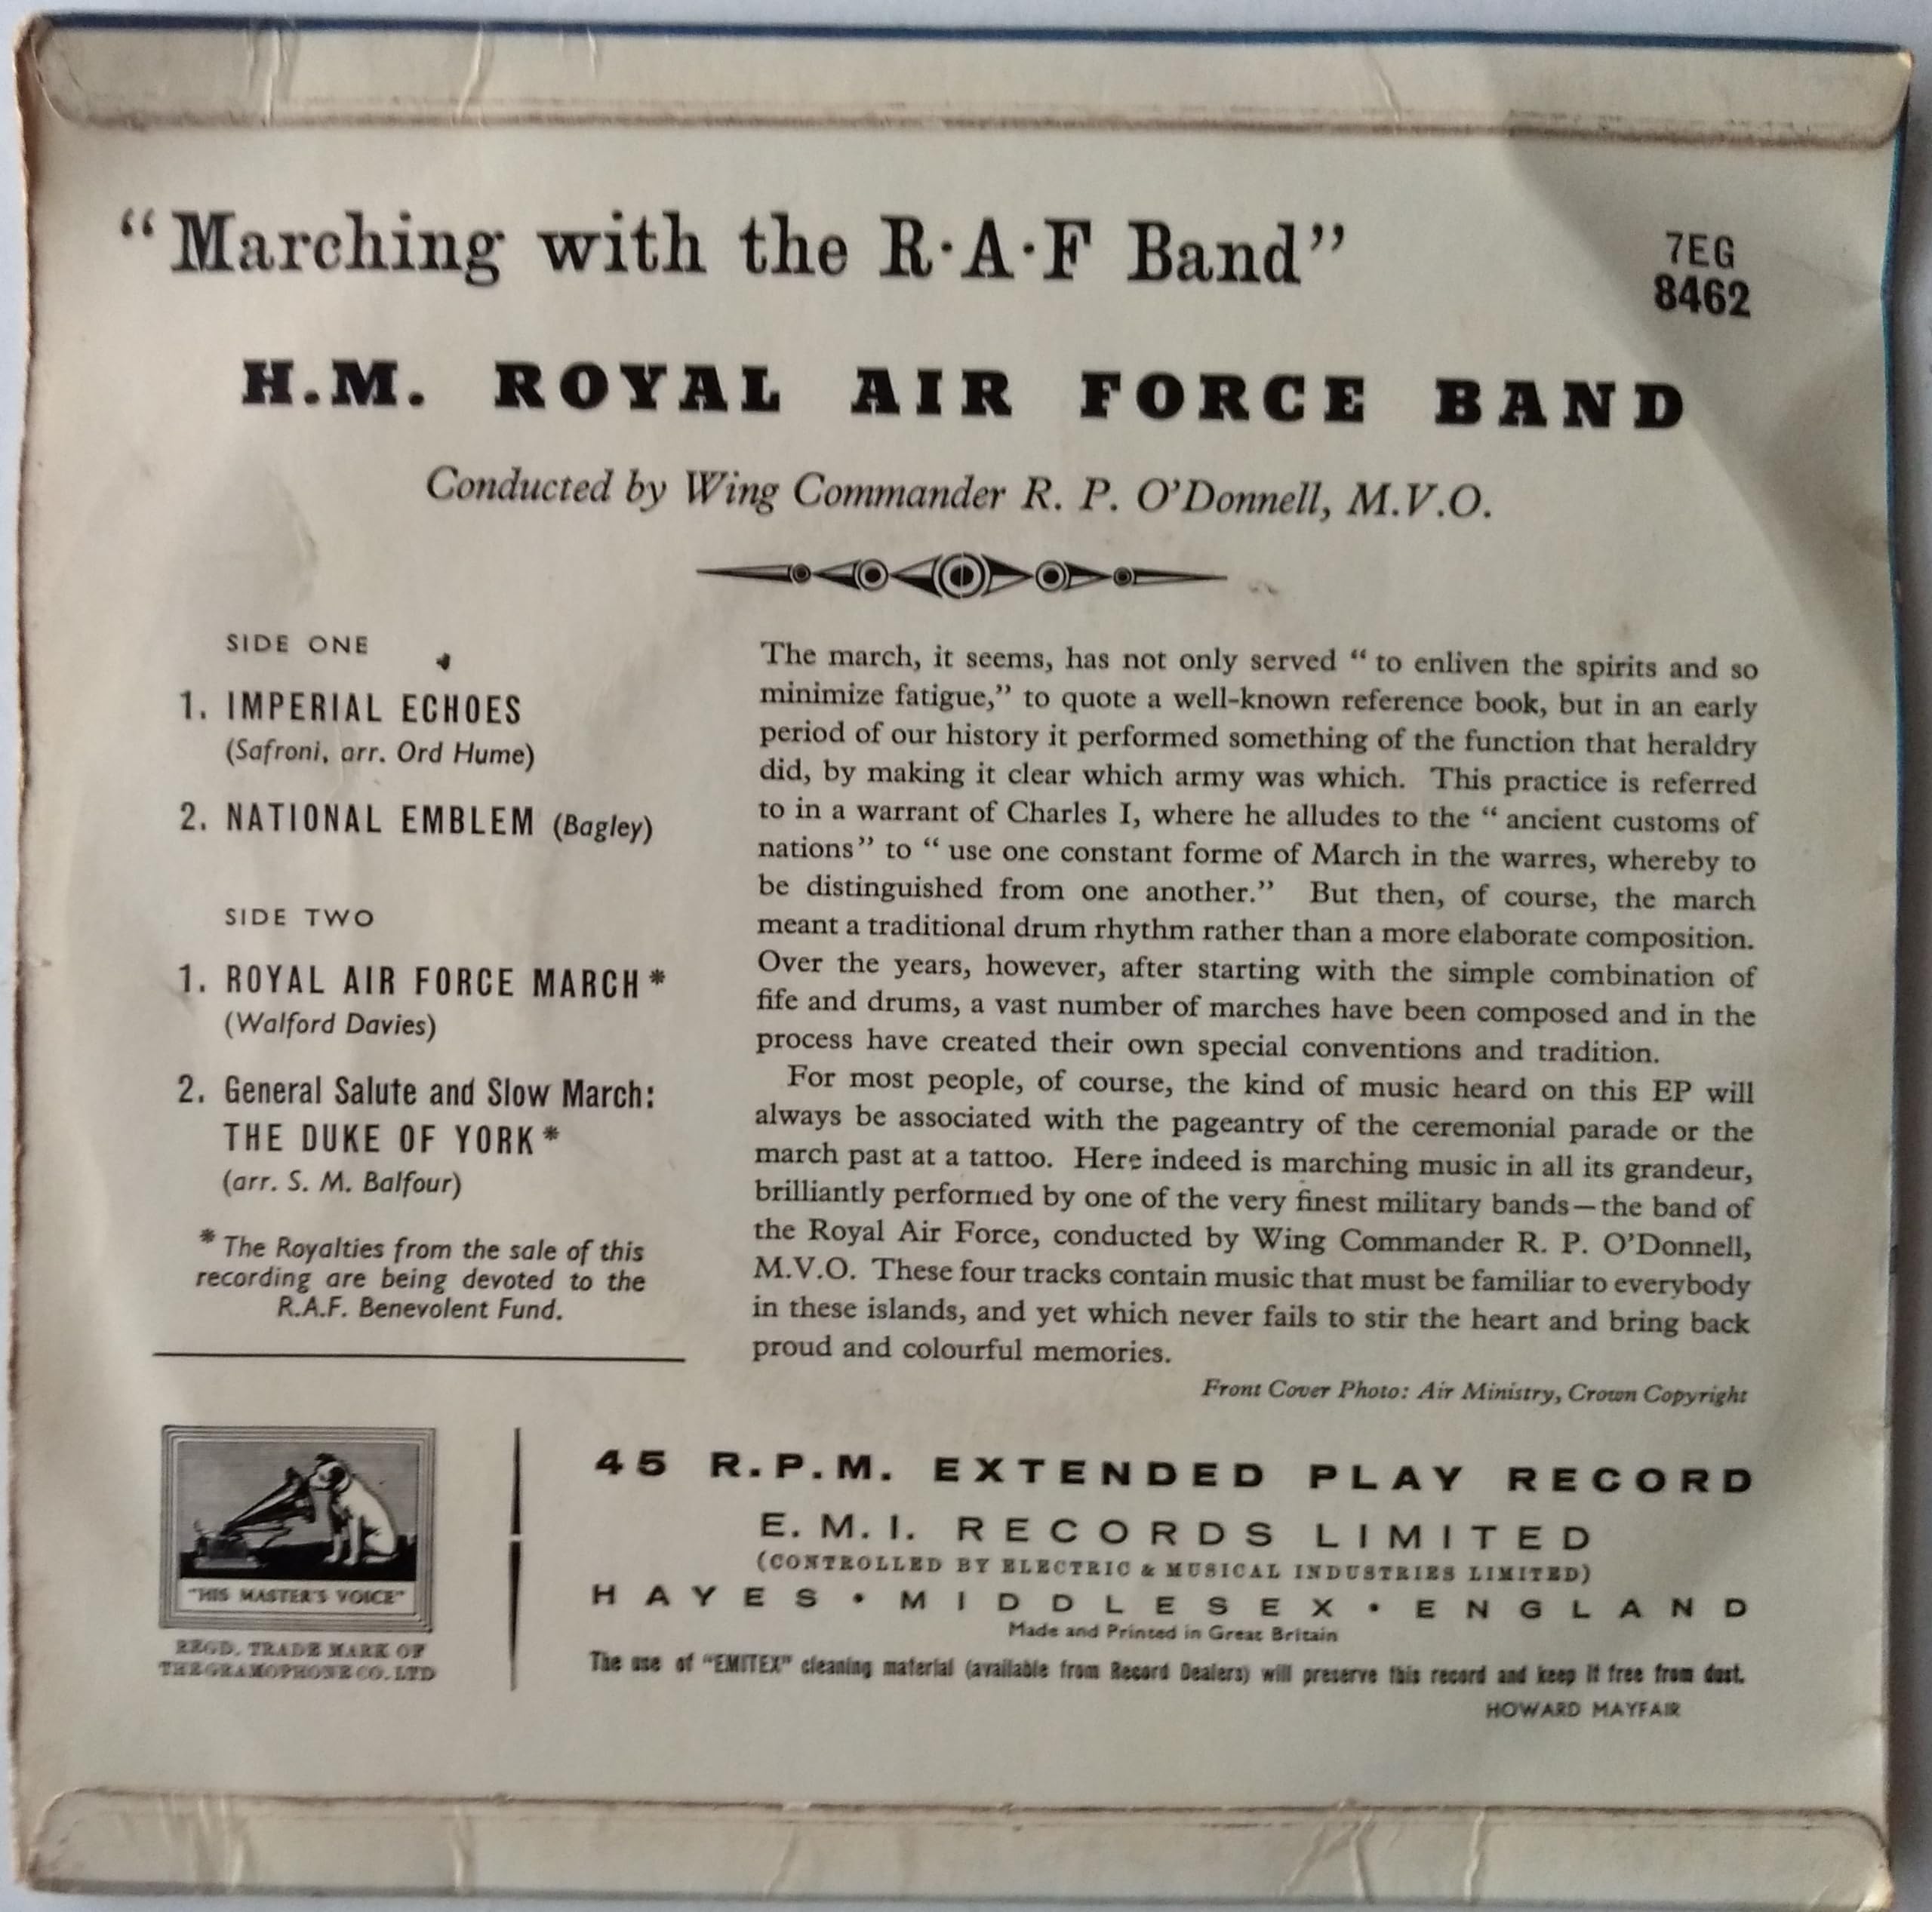 “Marching with the R·A·F Band”
7EG
8462
H.M. ROYAL AIR FORCE BAND
Conducted by Wing Commander R. P. O’Donnell, M.V.O.
SIDE ONE
1. IMPERIAL ECHOES
(Safroni, arr. Ord Hume)
2. NATIONAL EMBLEM (Bagley)
SIDE TWO
1. ROYAL AIR FORCE MARCH*
(Walford Davies)
2. General Salute and Slow March:
THE DUKE OF YORK*
(arr. S. M. Balfour)
* The Royalties from the sale of this
recording are being devoted to the
R.A.F. Benevolent Fund.
The march, it seems, has not only served “ to enliven the spirits and so
minimize fatigue,” to quote a well-known reference book, but in an early
period of our history it performed something of the function that heraldry
did, by making it clear which army was which. This practice is referred
to in a warrant of Charles I, where he alludes to the “ ancient customs of
nations” to “ use one constant forme of March in the warres, whereby to
be distinguished from one another.” But then, of course, the march
meant a traditional drum rhythm rather than a more elaborate composition.
Over the years, however, after starting with the simple combination of
fife and drums, a vast number of marches have been composed and in the
process have created their own special conventions and tradition.
For most people, of course, the kind of music heard on this EP will
always be associated with the pageantry of the ceremonial parade or the
march past at a tattoo. Here indeed is marching music in all its grandeur,
brilliantly performed by one of the very finest military bands—the band of
the Royal Air Force, conducted by Wing Commander R. P. O’Donnell,
M.V.O. These four tracks contain music that must be familiar to everybody
in these islands, and yet which never fails to stir the heart and bring back
proud and colourful memories.
Front Cover Photo: Air Ministry, Crown Copyright
"HIS MASTER'S VOICE"
REGD. TRADE MARK OF
THE GRAMOPHONE CO. LTD
45 R.P.M. EXTENDED PLAY RECORD
E.M.I. RECORDS LIMITED
(CONTROLLED BY ELECTRIC & MUSICAL INDUSTRIES LIMITED)
HAYES · MIDDLESEX · ENGLAND
Made and Printed in Great Britain
The use of "EMITEX" cleaning material (available from Record Dealers) will preserve this record and keep it free from dust.
HOWARD MAYFAIR